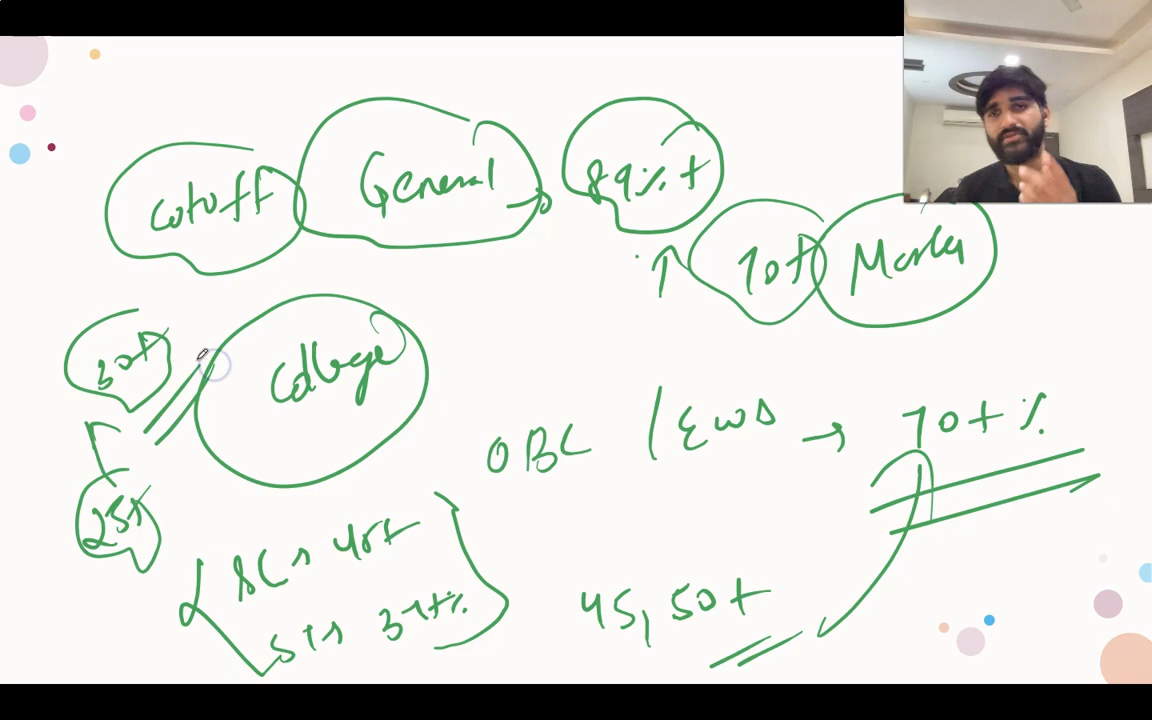 Cutoff General → 89% +
↑ 70+ Marks
30+ College
OBC / EWS → 70+ %
25+
SC → 40+
45, 50+
ST → 37+%